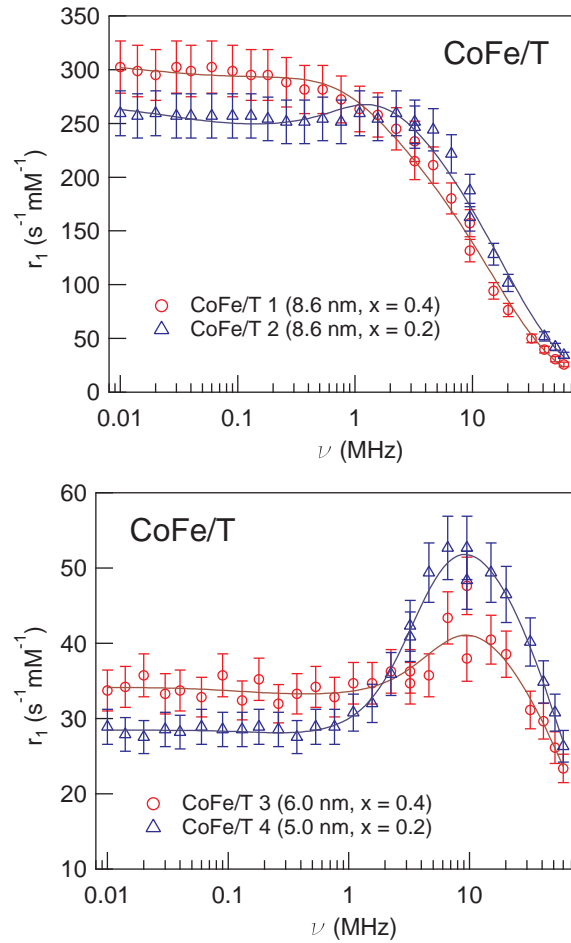 350
CoFe/T
300
250
200
150
100
50
0
r₁ (s⁻¹ mM⁻¹)
CoFe/T 1 (8.6 nm, x = 0.4)
CoFe/T 2 (8.6 nm, x = 0.2)
0.01 0.1 1 10
ν (MHz)
60
CoFe/T
50
40
30
20
10
r₁ (s⁻¹ mM⁻¹)
CoFe/T 3 (6.0 nm, x = 0.4)
CoFe/T 4 (5.0 nm, x = 0.2)
0.01 0.1 1 10
ν (MHz)